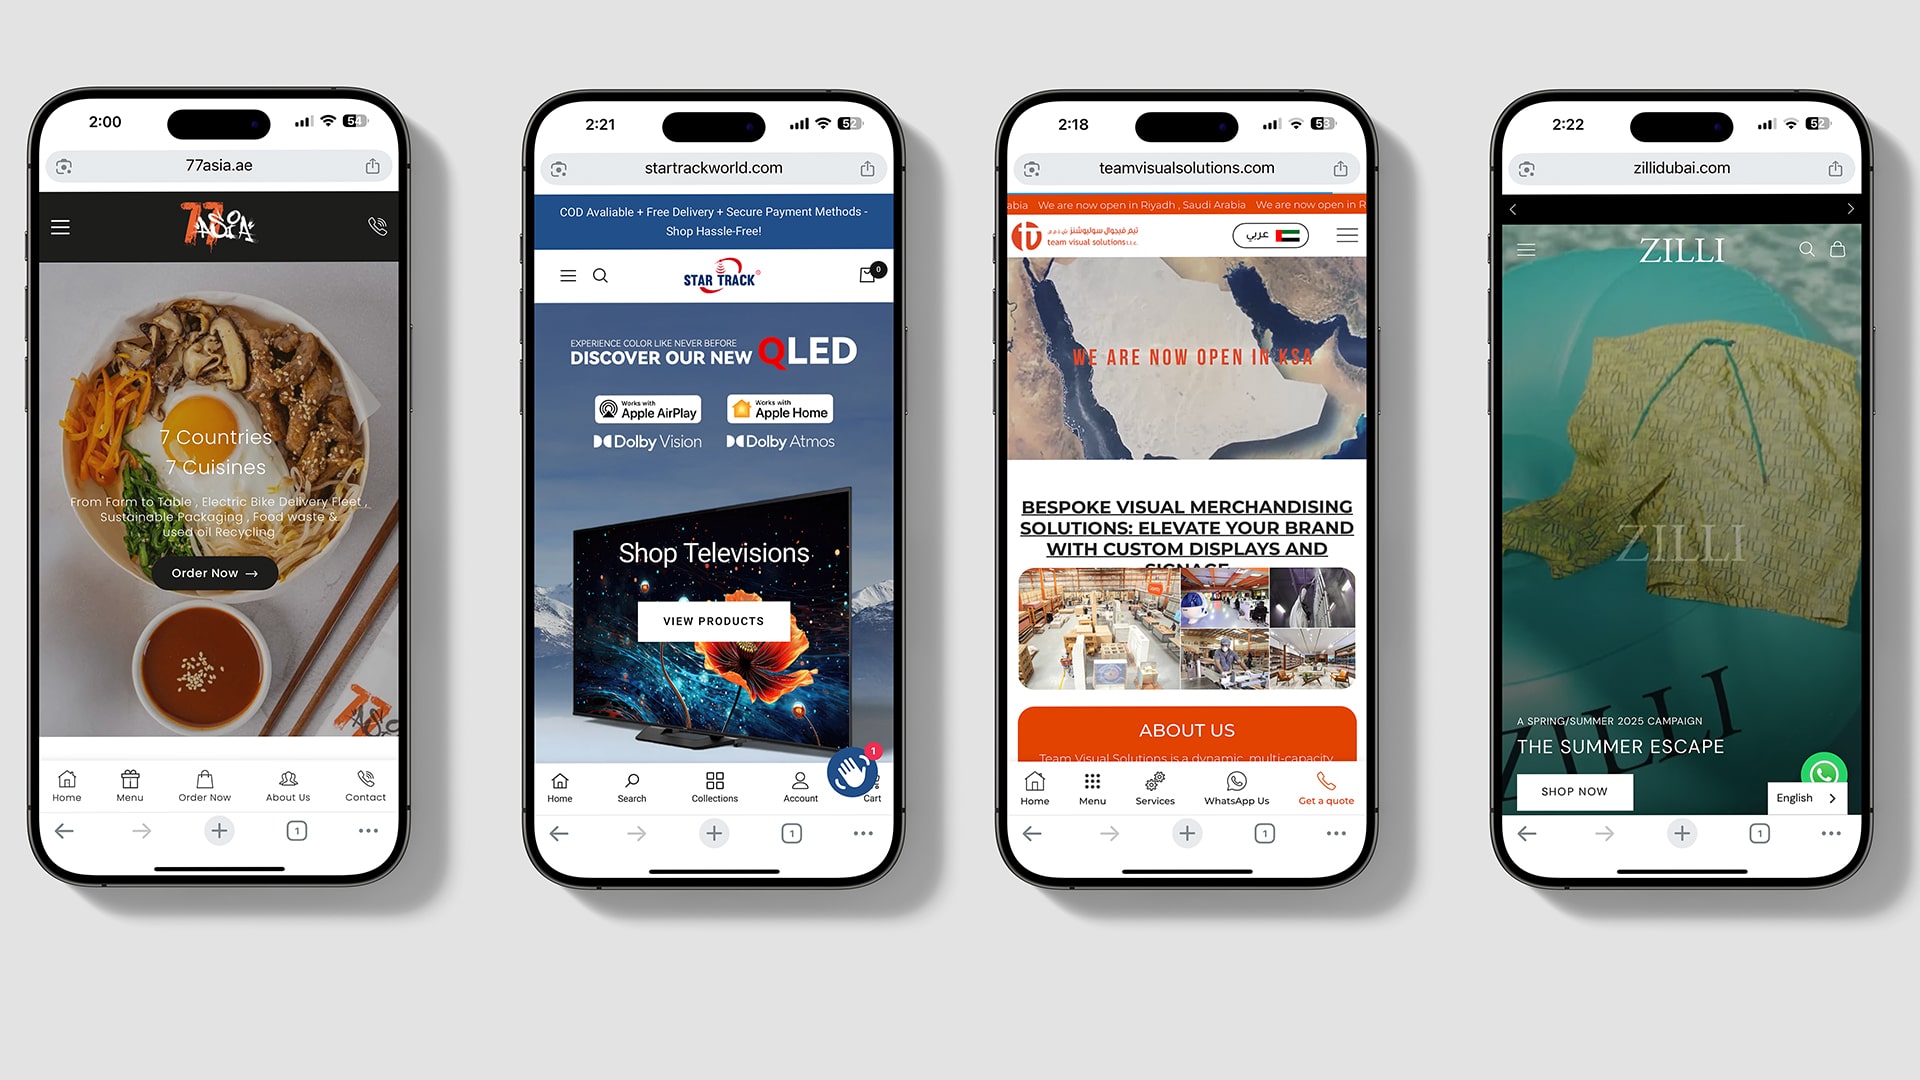 2:00
54
77asia.ae
77
ASIA
7 Countries
7 Cuisines
From Farm to Table , Electric Bike Delivery Fleet ,
Sustainable Packaging , Food waste &
used oil Recycling
Order Now →
Home
Menu
Order Now
About Us
Contact
1
2:21
52
startrackworld.com
COD Avaliable + Free Delivery + Secure Payment Methods -
Shop Hassle-Free!
STAR TRACK
0
EXPERIENCE COLOR LIKE NEVER BEFORE
DISCOVER OUR NEW QLED
Works with
Apple AirPlay
Works with
Apple Home
Dolby Vision
Dolby Atmos
Shop Televisions
VIEW PRODUCTS
1
Home
Search
Collections
Account
Cart
1
2:18
53
teamvisualsolutions.com
abia We are now open in Riyadh , Saudi Arabia We are now open in R
تيم فيجوال سوليوشنز ش.ذ.م.م
team visual solutions l.l.c.
عربي
WE ARE NOW OPEN IN KSA
BESPOKE VISUAL MERCHANDISING
SOLUTIONS: ELEVATE YOUR BRAND
WITH CUSTOM DISPLAYS AND
SIGNAGE
ABOUT US
Team Visual Solutions is a dynamic, multi-capacity
Home
Menu
Services
WhatsApp Us
Get a quote
1
2:22
52
zillidubai.com
ZILLI
ZILLI
ZILLI
A SPRING/SUMMER 2025 CAMPAIGN
THE SUMMER ESCAPE
SHOP NOW
English
1